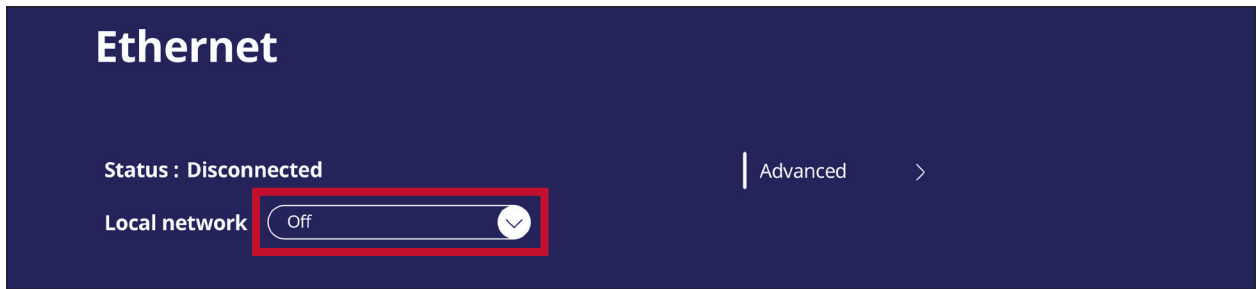 Ethernet
Status : Disconnected
Advanced
Local network
Off